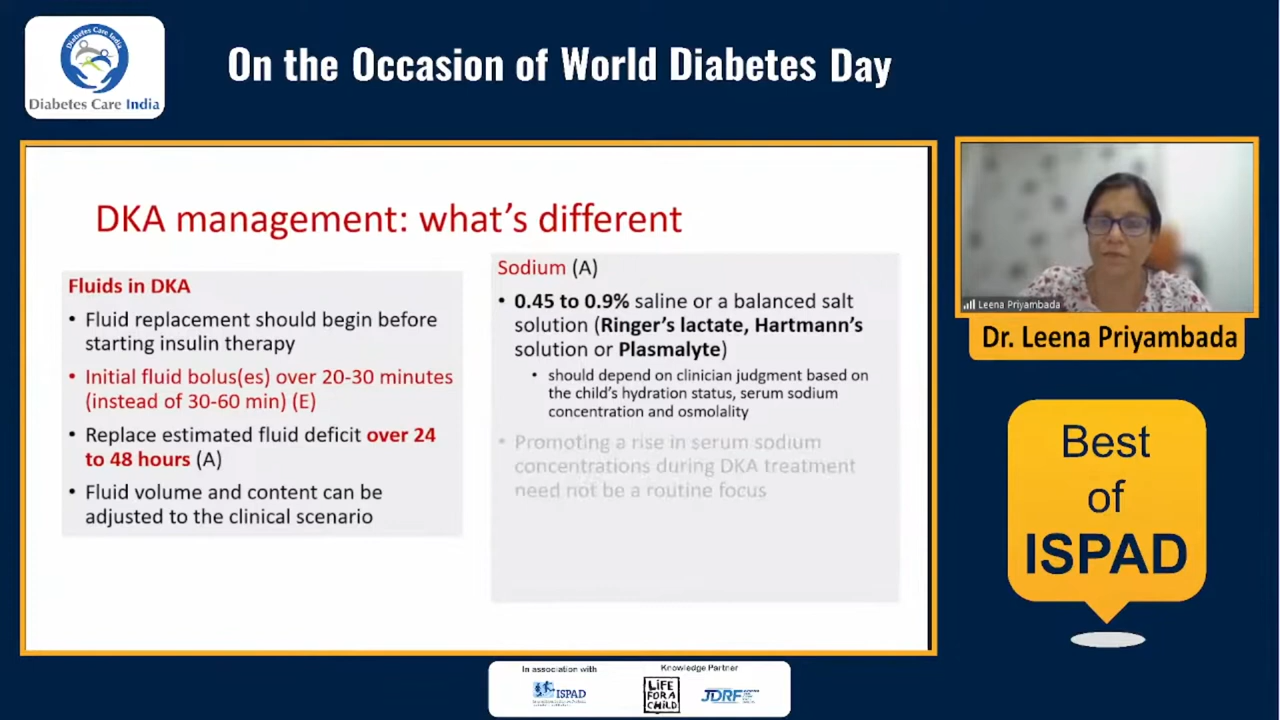 Diabetes Care India
Diabetes Care India
On the Occasion of World Diabetes Day
DKA management: what's different
Fluids in DKA
• Fluid replacement should begin before
starting insulin therapy
• Initial fluid bolus(es) over 20-30 minutes
(instead of 30-60 min) (E)
• Replace estimated fluid deficit over 24
to 48 hours (A)
• Fluid volume and content can be
adjusted to the clinical scenario
Sodium (A)
• 0.45 to 0.9% saline or a balanced salt
solution (Ringer's lactate, Hartmann's
solution or Plasmalyte)
• should depend on clinician judgment based on
the child's hydration status, serum sodium
concentration and osmolality
• Promoting a rise in serum sodium
concentrations during DKA treatment
need not be a routine focus
Leena Priyambada
Dr. Leena Priyambada
Best
of
ISPAD
In association with
ISPAD
Knowledge Partner
LiFE
FOR A
CHiLD
JDRF